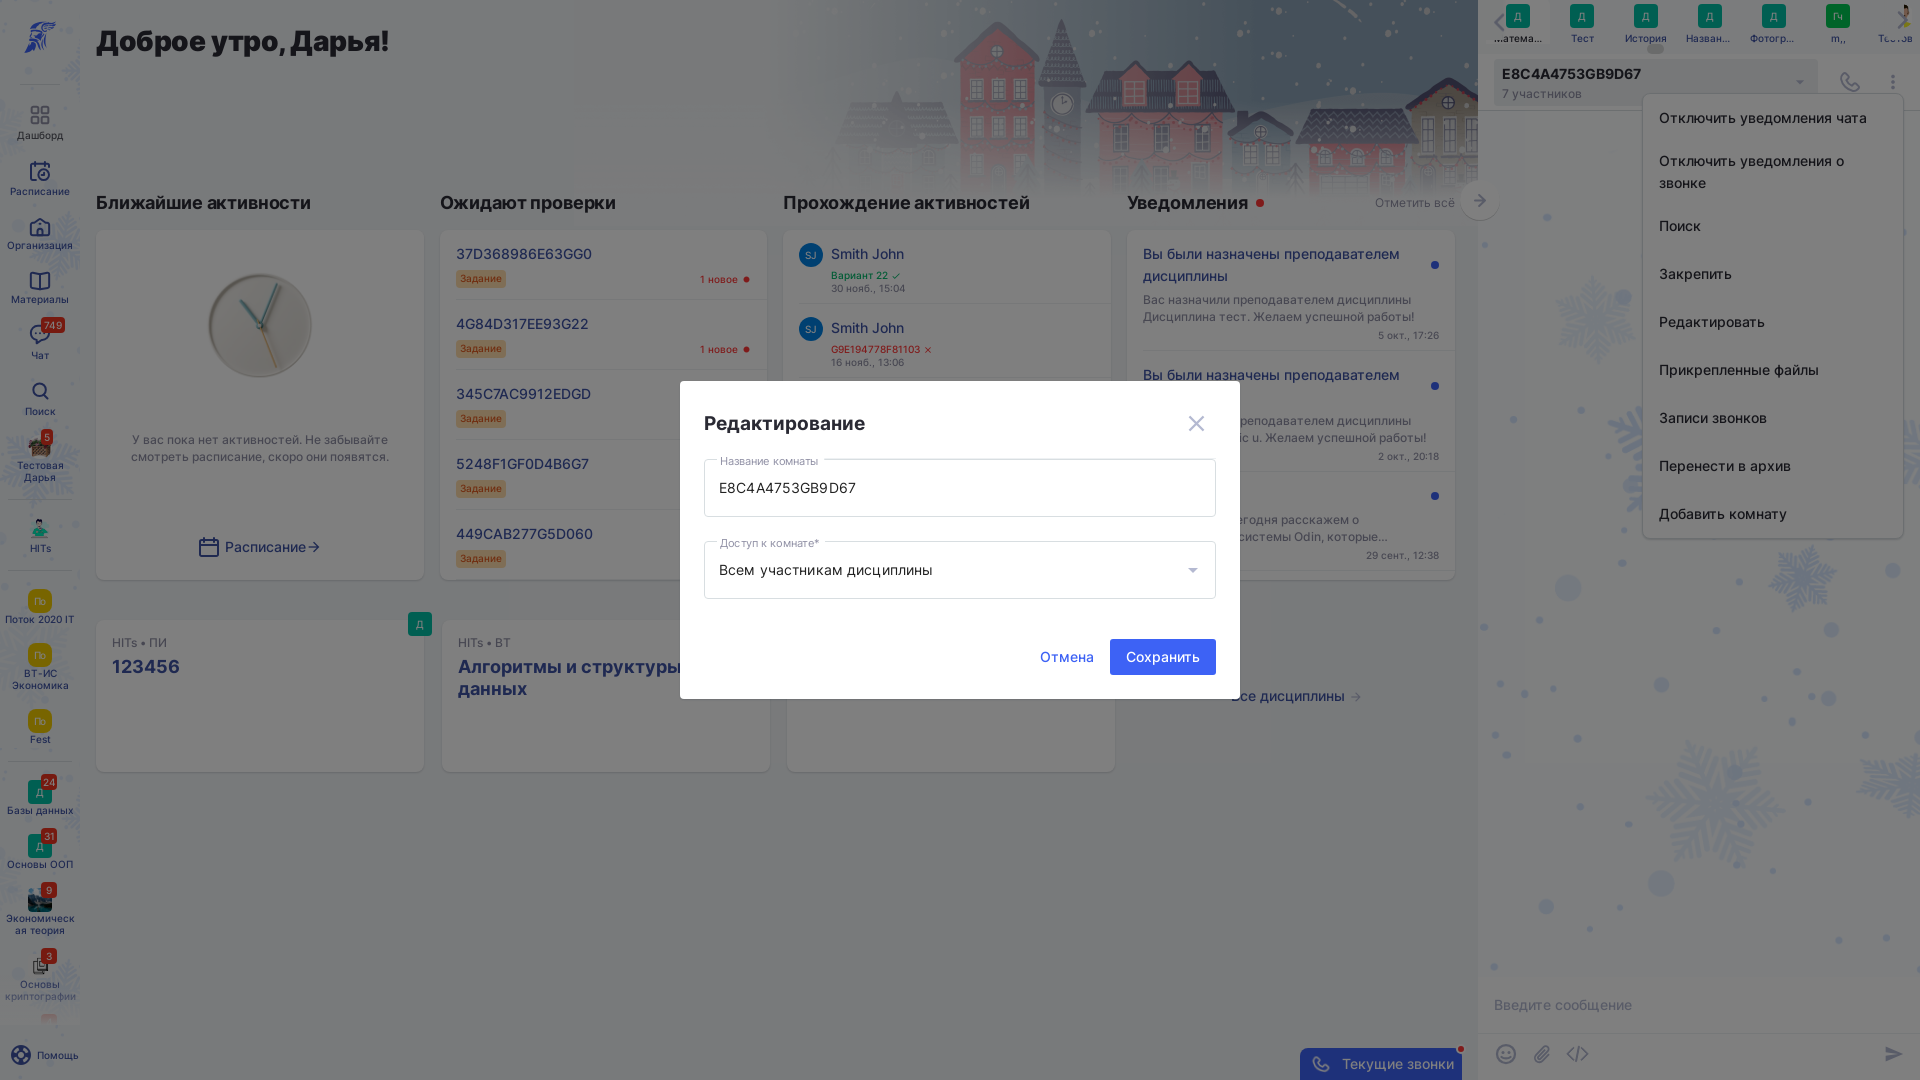 Доброе утро, Дарья!
Дашборд
Расписание
Организация
Материалы
749
Чат
Поиск
5
Тестовая
Дарья
HITs
По
Поток 2020 IT
По
ВТ-ИС
Экономика
По
Fest
24
Д
Базы данных
31
Д
Основы ООП
9
Экономическ
ая теория
3
Основы
криптографии
Помощь
Ближайшие активности
У вас пока нет активностей. Не забывайте
смотреть расписание, скоро они появятся.
Расписание
Ожидают проверки
37D368986E63GG0
Задание
1 новое
4G84D317EE93G22
Задание
1 новое
345C7AC9912EDGD
Задание
5248F1GF0D4B6G7
Задание
449CAB277G5D060
Задание
Прохождение активностей
SJ
Smith John
Вариант 22
30 нояб., 15:04
SJ
Smith John
G9E194778F81103
16 нояб., 13:06
Уведомления
Отметить всё
Вы были назначены преподавателем
дисциплины
Вас назначили преподавателем дисциплины
Дисциплина тест. Желаем успешной работы!
5 окт., 17:26
Вы были назначены преподавателем
реподавателем дисциплины
ic u. Желаем успешной работы!
2 окт., 20:18
егодня расскажем о
системы Odin, которые...
29 сент., 12:38
Д
HITs • ПИ
123456
HITs • ВТ
Алгоритмы и структуры
данных
Все дисциплины
Редактирование
Название комнаты
E8C4A4753GB9D67
Доступ к комнате*
Всем участникам дисциплины
Отмена
Сохранить
Д
Матема...
Д
Тест
Д
История
Д
Назван...
Д
Фотогр...
Гч
m,,
Тестов
E8C4A4753GB9D67
7 участников
Отключить уведомления чата
Отключить уведомления о
звонке
Поиск
Закрепить
Редактировать
Прикрепленные файлы
Записи звонков
Перенести в архив
Добавить комнату
Введите сообщение
Текущие звонки